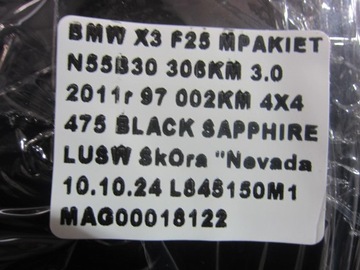 BMW X3 F25 MPAKIET
N55B30 306KM 3.0
2011r 97 002KM 4X4
475 BLACK SAPPHIRE
LUSW SkOra "Nevada
10.10.24 L845150M1
MAG00018122